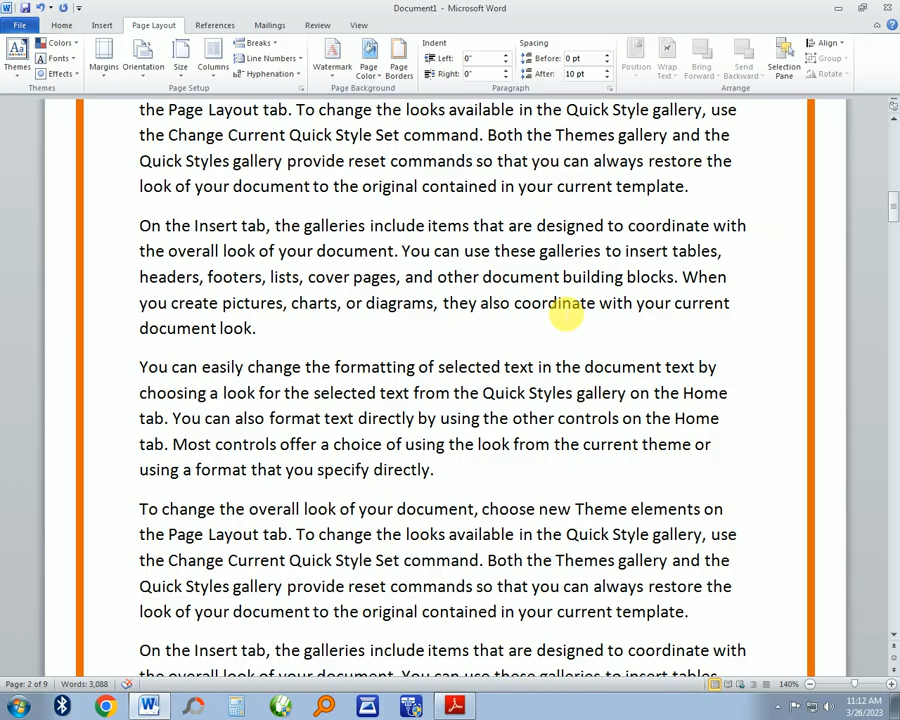 Document1 - Microsoft Word
File Home Insert Page Layout References Mailings Review View
Themes Colors Fonts Effects Themes
Margins Orientation Size Columns Breaks Line Numbers Hyphenation Page Setup
Watermark Page Color Page Borders Page Background
Indent Left: 0" Right: 0" Spacing Before: 0 pt After: 10 pt Paragraph
Position Wrap Text Bring Forward Send Backward Selection Pane Align Group Rotate Arrange
the Page Layout tab. To change the looks available in the Quick Style gallery, use
the Change Current Quick Style Set command. Both the Themes gallery and the
Quick Styles gallery provide reset commands so that you can always restore the
look of your document to the original contained in your current template.
On the Insert tab, the galleries include items that are designed to coordinate with
the overall look of your document. You can use these galleries to insert tables,
headers, footers, lists, cover pages, and other document building blocks. When
you create pictures, charts, or diagrams, they also coordinate with your current
document look.
You can easily change the formatting of selected text in the document text by
choosing a look for the selected text from the Quick Styles gallery on the Home
tab. You can also format text directly by using the other controls on the Home
tab. Most controls offer a choice of using the look from the current theme or
using a format that you specify directly.
To change the overall look of your document, choose new Theme elements on
the Page Layout tab. To change the looks available in the Quick Style gallery, use
the Change Current Quick Style Set command. Both the Themes gallery and the
Quick Styles gallery provide reset commands so that you can always restore the
look of your document to the original contained in your current template.
On the Insert tab, the galleries include items that are designed to coordinate with
the overall look of your document. You can use these galleries to insert tables
Page: 2 of 9 Words: 3,088 140%
11:12 AM
3/26/2023